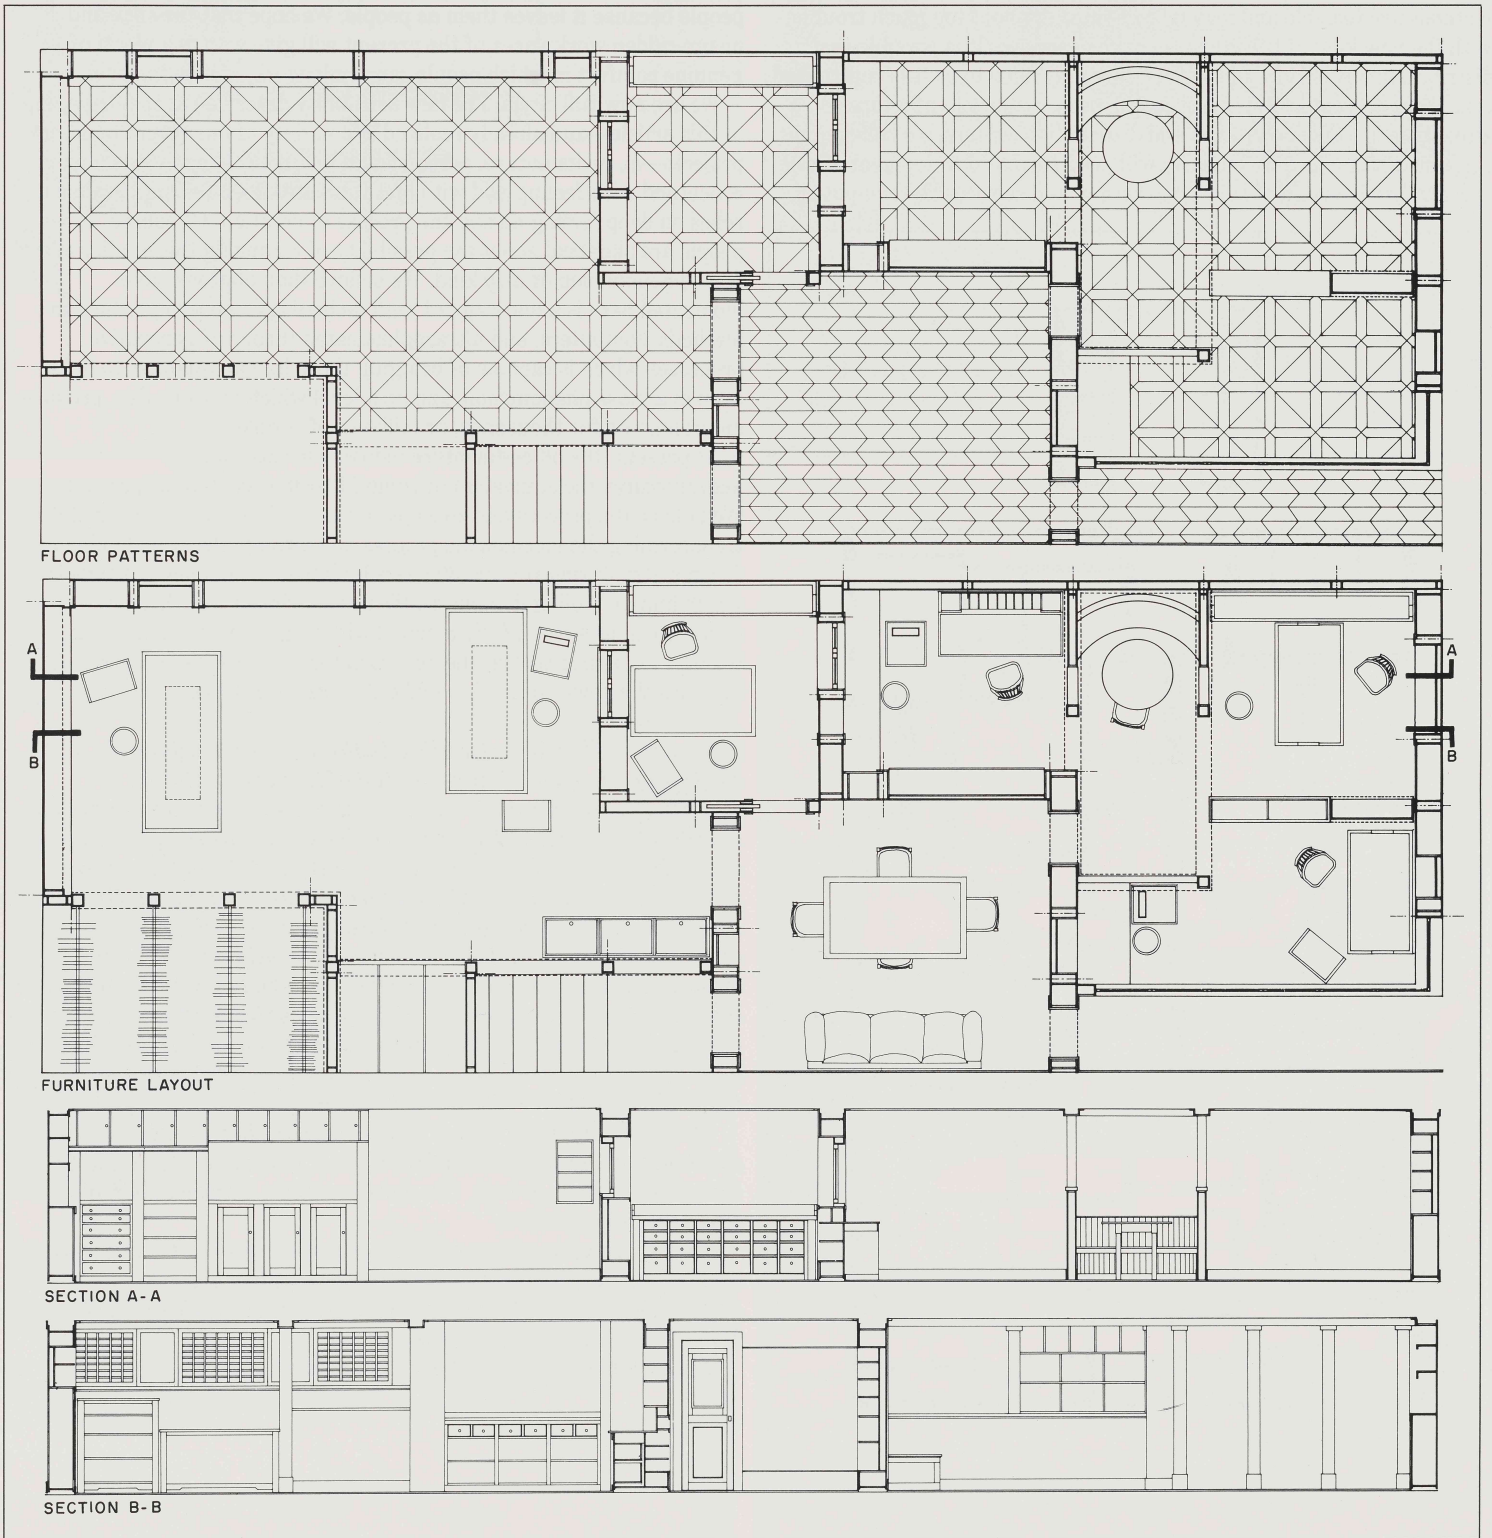 FLOOR PATTERNS
A
A
B
B
FURNITURE LAYOUT
SECTION A-A
SECTION B-B